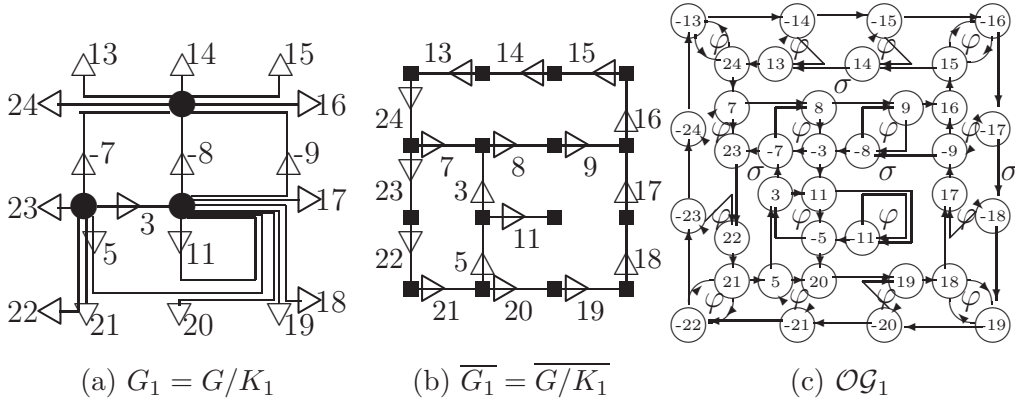 13 14 15
24 16
-7 -8 -9
23 3 17
5 11
22 21 20 19 18
(a) G₁ = G/K₁
13 14 15
24 16
7 8 9
23 3 17
11
22 5 18
21 20 19
(b) \overline{G₁} = \overline{G/K₁}
-13 -14 -15 -16
φ φ φ
24 13 14 15
σ
7 8 9 16
-24 φ φ φ -17
23 -7 -3 -8 -9
σ σ
3 11 17
-23 φ φ φ φ -18
22 -5 -11
21 5 20 19 18
φ φ φ φ
-22 -21 -20 -19
(c) 𝒪𝒢₁